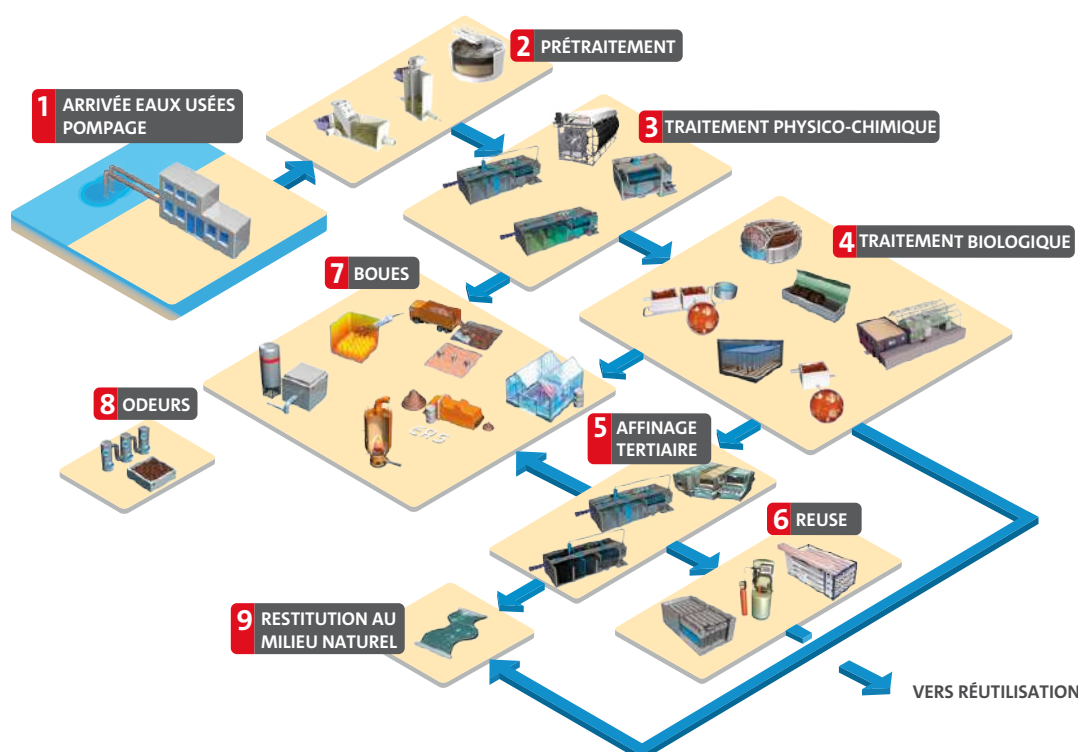 1 ARRIVÉE EAUX USÉES
POMPAGE
2 PRÉTRAITEMENT
3 TRAITEMENT PHYSICO-CHIMIQUE
4 TRAITEMENT BIOLOGIQUE
7 BOUES
8 ODEURS
5 AFFINAGE
TERTIAIRE
6 REUSE
9 RESTITUTION AU
MILIEU NATUREL
VERS RÉUTILISATION
ERS